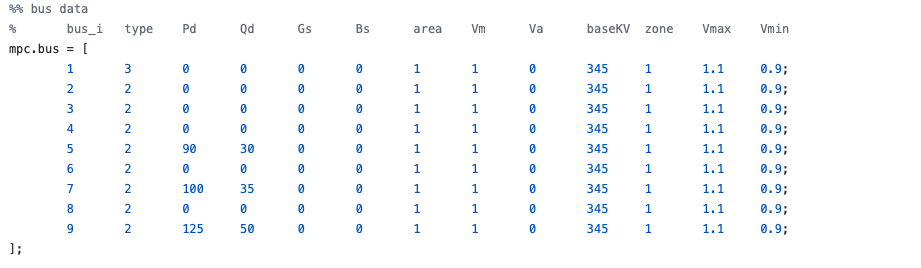 %% bus data
% bus_i type Pd Qd Gs Bs area Vm Va baseKV zone Vmax Vmin
mpc.bus = [
1 3 0 0 0 0 1 1 0 345 1 1.1 0.9;
2 2 0 0 0 0 1 1 0 345 1 1.1 0.9;
3 2 0 0 0 0 1 1 0 345 1 1.1 0.9;
4 2 0 0 0 0 1 1 0 345 1 1.1 0.9;
5 2 90 30 0 0 1 1 0 345 1 1.1 0.9;
6 2 0 0 0 0 1 1 0 345 1 1.1 0.9;
7 2 100 35 0 0 1 1 0 345 1 1.1 0.9;
8 2 0 0 0 0 1 1 0 345 1 1.1 0.9;
9 2 125 50 0 0 1 1 0 345 1 1.1 0.9;
];